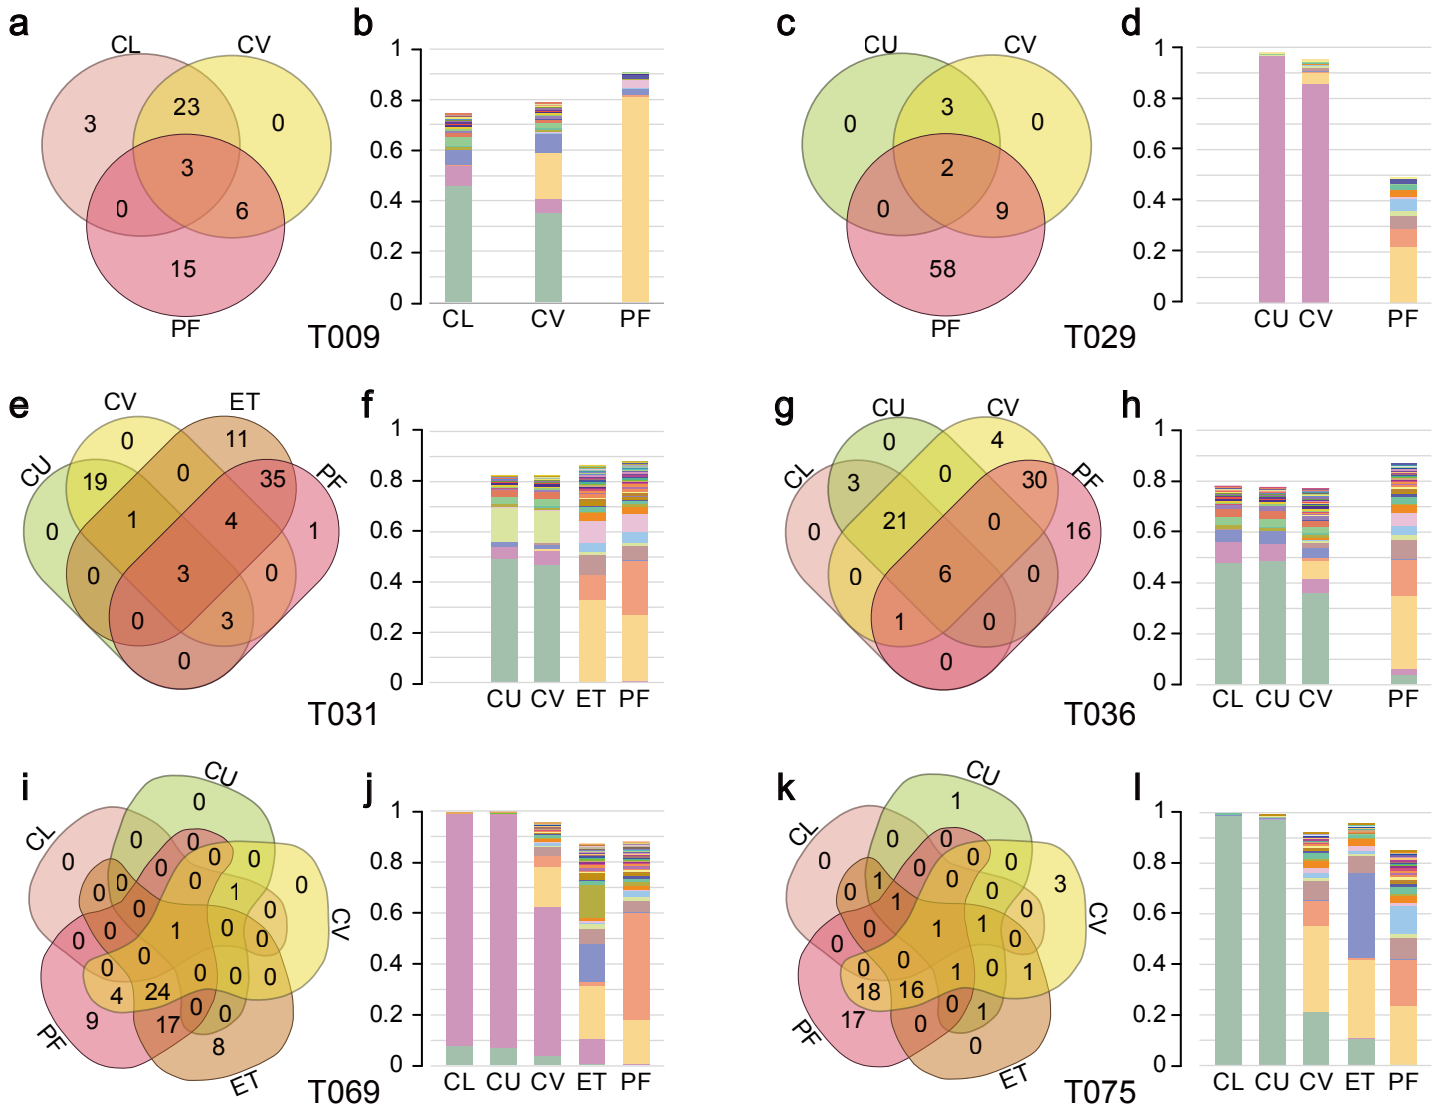 a
CL
CV
3
23
0
3
0
6
15
PF
T009
b
1
0.8
0.6
0.4
0.2
0
CL CV PF
c
CU
CV
0
3
0
2
0
9
58
PF
T029
d
1
0.8
0.6
0.4
0.2
0
CU CV PF
e
CV
ET
CU
PF
0
11
19
0
35
0
1
4
1
0
3
0
0
3
0
T031
f
1
0.8
0.6
0.4
0.2
0
CU CV ET PF
g
CU
CV
CL
PF
0
4
3
0
30
0
21
0
16
0
6
0
1
0
0
T036
h
1
0.8
0.6
0.4
0.2
0
CL CU CV PF
i
CU
CL
CV
PF
ET
0
0
0
0
0
0
0
0
0
1
0
0
0
0
0
0
1
0
0
0
0
0
0
0
4
24
0
0
9
17
8
T069
j
1
0.8
0.6
0.4
0.2
0
CL CU CV ET PF
k
CU
CL
CV
PF
ET
1
0
0
0
0
0
0
1
0
0
3
1
0
0
0
1
1
0
0
0
1
0
1
18
16
0
1
17
0
0
T075
l
1
0.8
0.6
0.4
0.2
0
CL CU CV ET PF